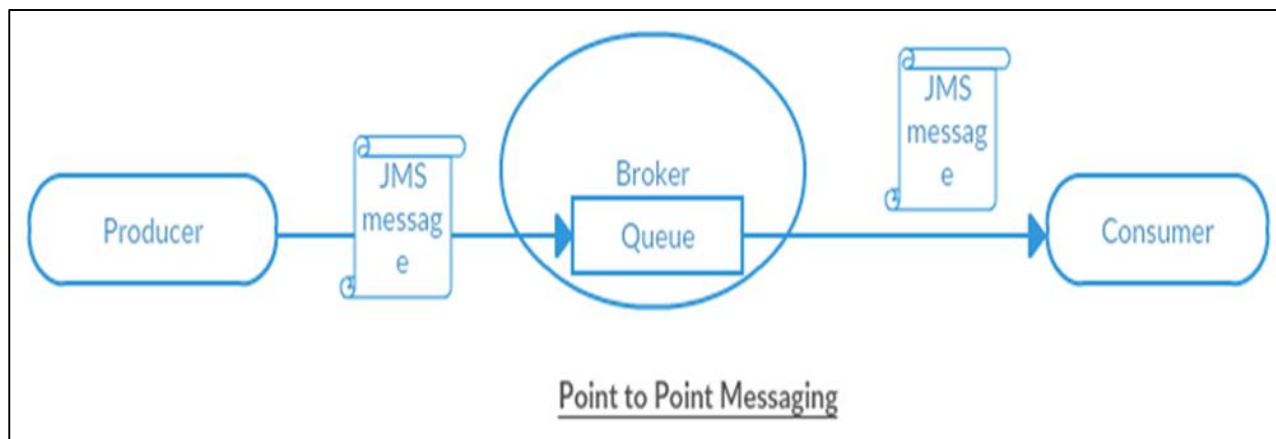 Producer
JMS
messag
e
Broker
Queue
JMS
messag
e
Consumer
Point to Point Messaging